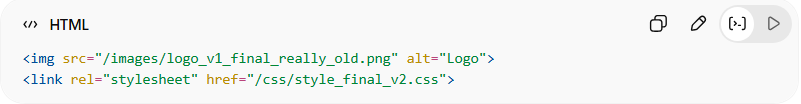 HTML
<img src="/images/logo_v1_final_really_old.png" alt="Logo">
<link rel="stylesheet" href="/css/style_final_v2.css">